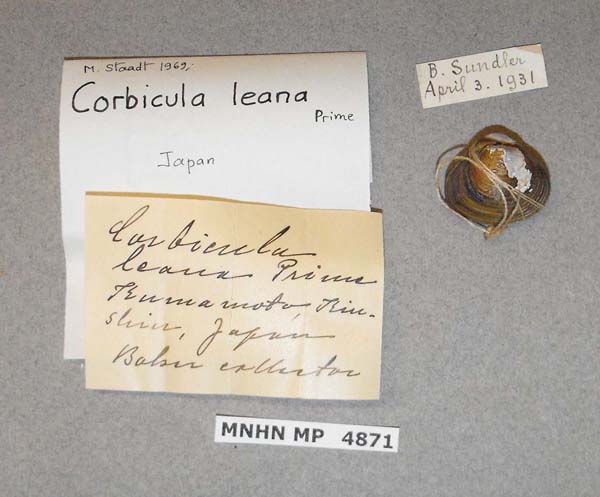 M. Staadt 1969,-
Corbicula leana
Prime
Japan
B. Sundler
April 3. 1931
Corbicula
leana Prime
Kumamoto, Kiu-
shiu, Japan
Baker collector
MNHN MP 4871